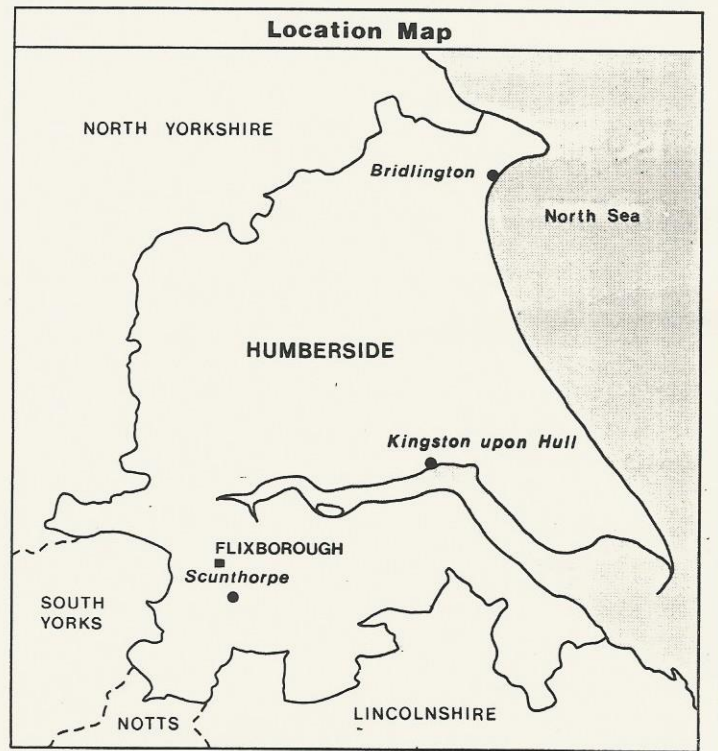 Location Map
NORTH YORKSHIRE
Bridlington
North Sea
HUMBERSIDE
Kingston upon Hull
FLIXBOROUGH
Scunthorpe
SOUTH
YORKS
NOTTS
LINCOLNSHIRE